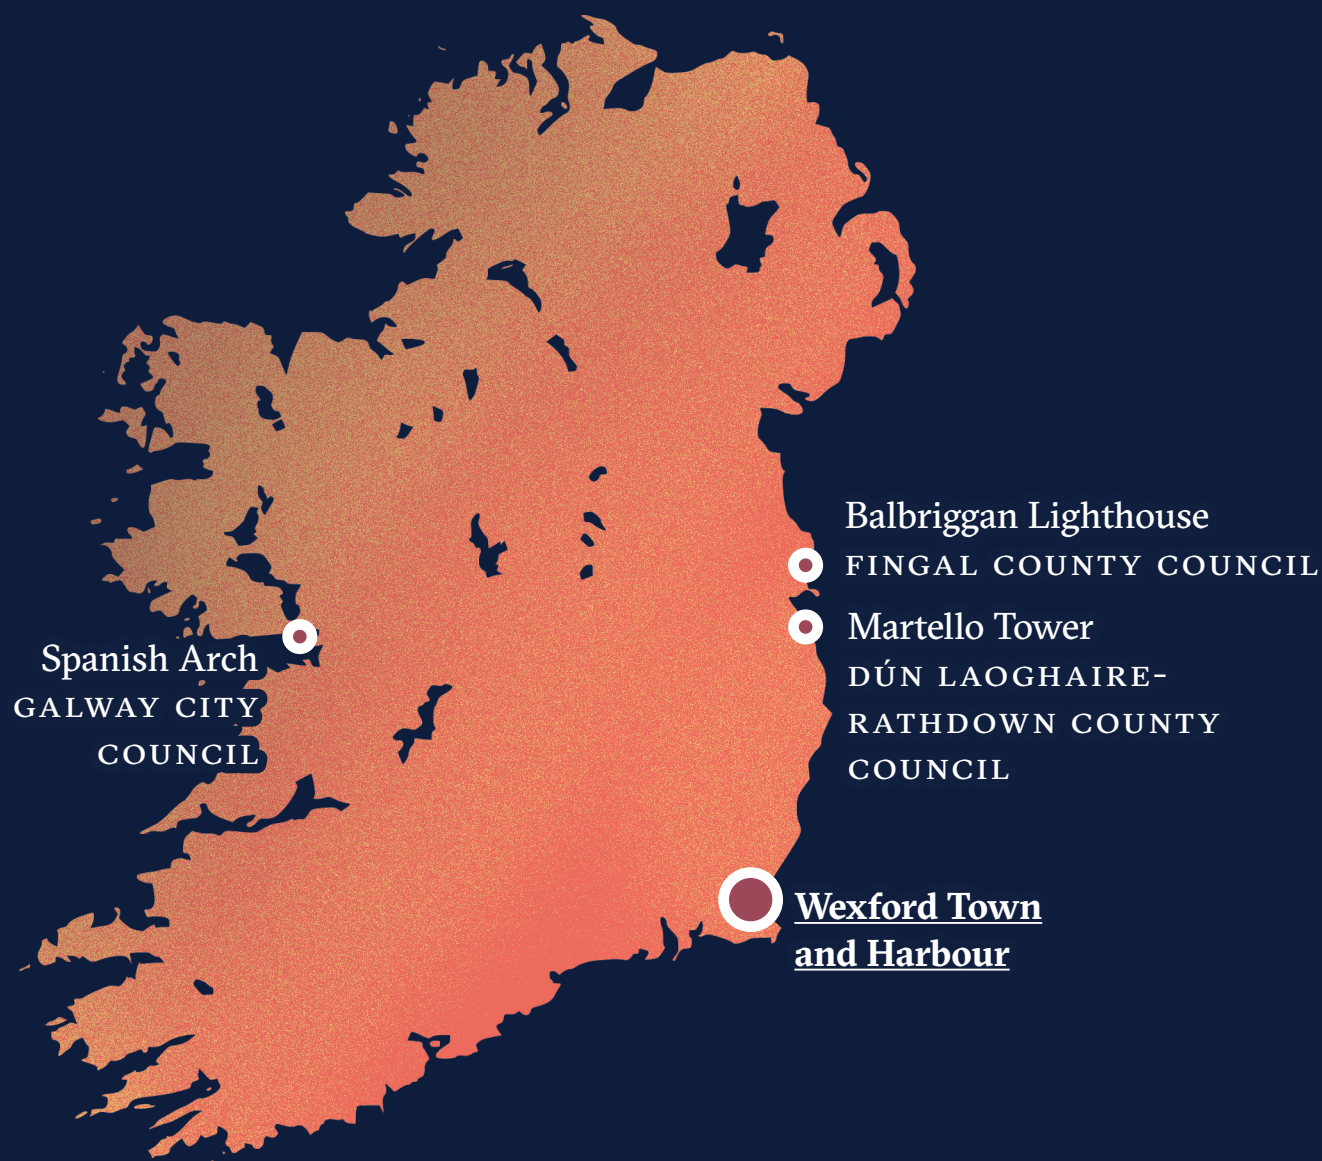 Balbriggan Lighthouse
FINGAL COUNTY COUNCIL
Martello Tower
DÚN LAOGHAIRE-
RATHDOWN COUNTY
COUNCIL
Spanish Arch
GALWAY CITY
COUNCIL
Wexford Town
and Harbour